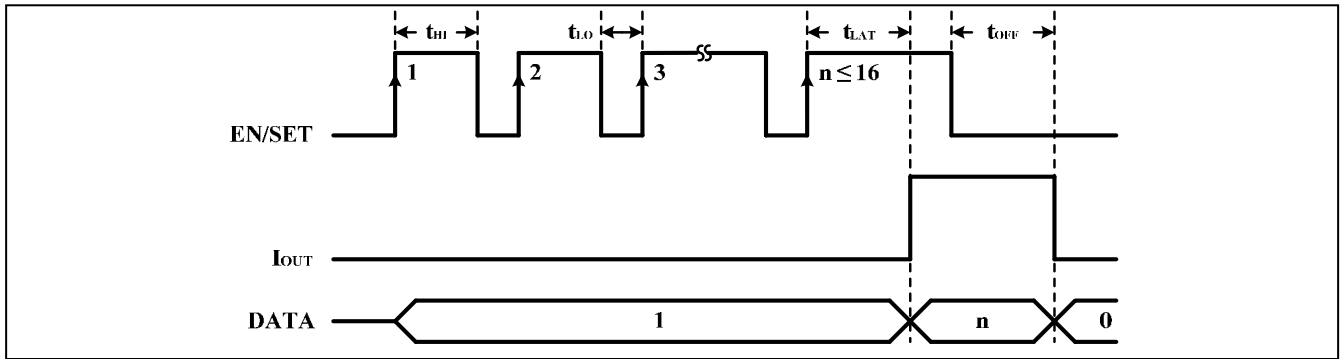 tHI tLO tLAT tOFF
1 2 3 n ≤ 16
EN/SET
IOUT
DATA 1 n 0